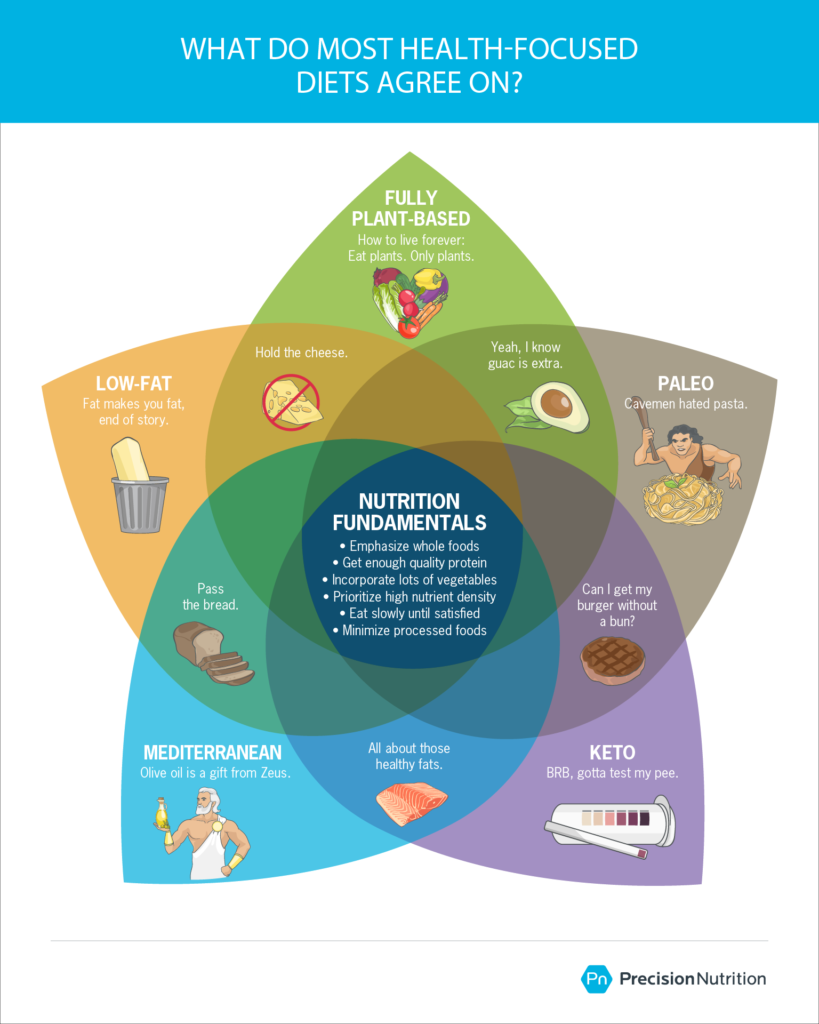 WHAT DO MOST HEALTH-FOCUSED
DIETS AGREE ON?
FULLY
PLANT-BASED
How to live forever:
Eat plants. Only plants.
Hold the cheese.
Yeah, I know
guac is extra.
LOW-FAT
Fat makes you fat,
end of story.
PALEO
Cavemen hated pasta.
NUTRITION
FUNDAMENTALS
• Emphasize whole foods
• Get enough quality protein
• Incorporate lots of vegetables
• Prioritize high nutrient density
• Eat slowly until satisfied
• Minimize processed foods
Pass
the bread.
Can I get my
burger without
a bun?
MEDITERRANEAN
Olive oil is a gift from Zeus.
All about those
healthy fats.
KETO
BRB, gotta test my pee.
Pn PrecisionNutrition